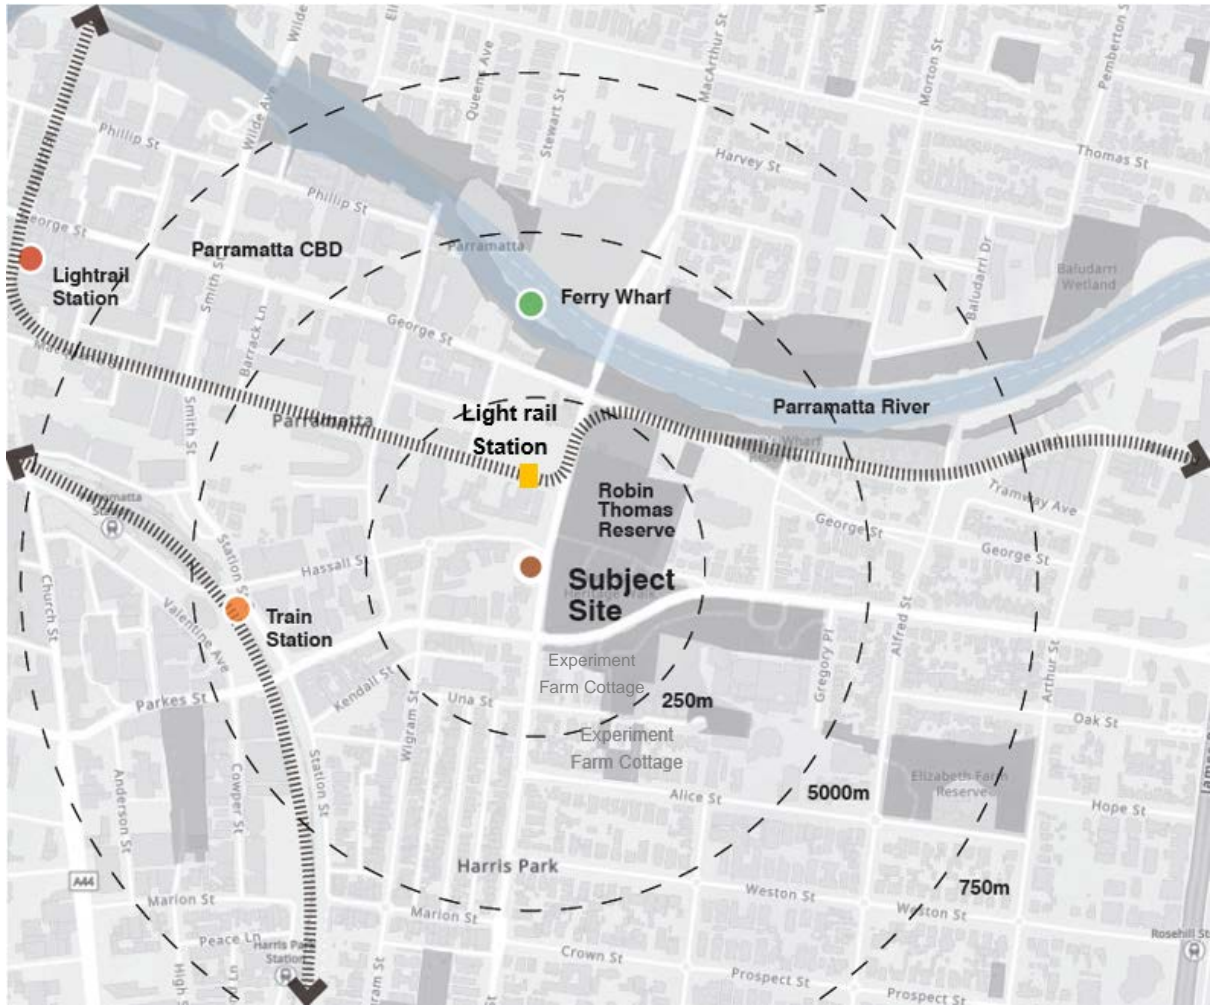 Wilde
Queens Ave
Stewart St
MacArthur St
Morton St
Pemberton S
Thomas St
Harvey St
Wilde Ave
Phillip St
Phillip St
George St
Parramatta CBD
Parramatta
Lightrail
Station
Smith St
Barrack Ln
George St
Ferry Wharf
Baludarri Dr
Baludarri
Wetland
Parramatta River
Light rail
Station
Parramatta
Smith St
Wharf
Robin
Thomas
Reserve
Tramway Ave
George St
George St
Hassall St
Subject
Site
Church St
Valentine Ave
Train
Station
Station St
Experiment
Farm Cottage
Gregory Pl
Alfred St
Arthur St
Parkes St
Kendall St
Una St
Wigram St
250m
Oak St
Experiment
Farm Cottage
Elizabeth Farm
Reserve
Anderson St
Cowper St
Station St
Alice St
5000m
Hope St
Harris Park
A44
Weston St
750m
Weston St
Marion St
Marion St
Peace Ln
Harris Park
Station
High St
Crown St
Prospect St
Prospect St
Rosehill St